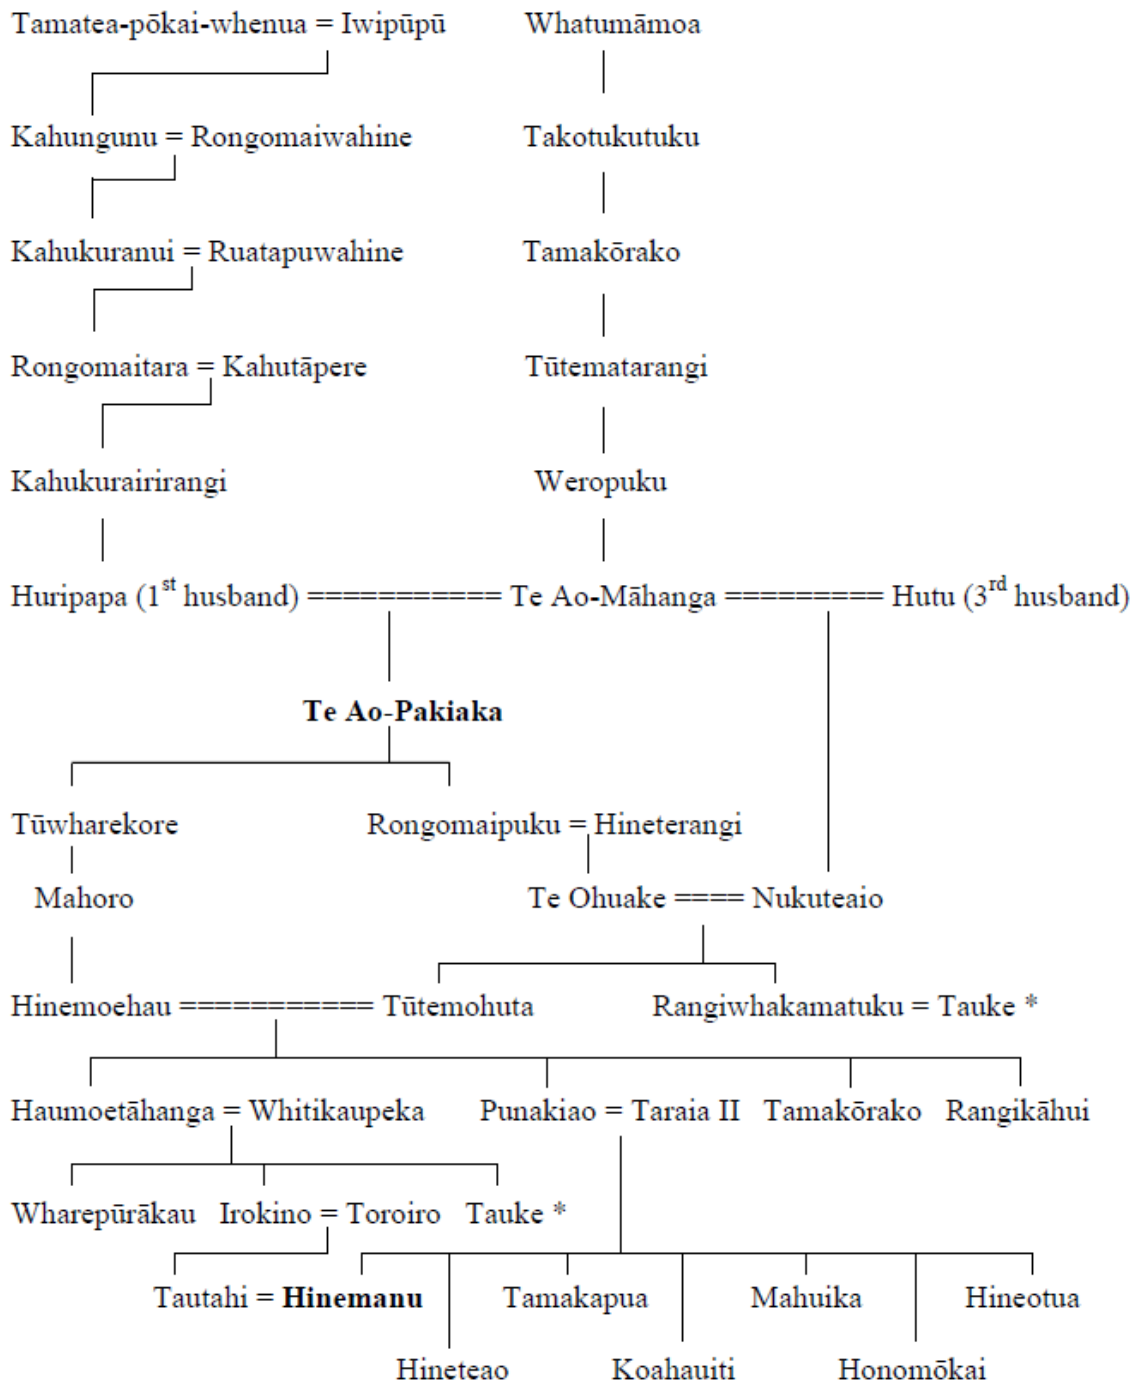 Tamatea-pōkai-whenua = Iwipūpū Whatumāmoa
Kahungunu = Rongomaiwahine Takotukutuku
Kahukuranui = Ruatapuwahine Tamakōrako
Rongomaitara = Kahutāpere Tūtematarangi
Kahukurairirangi Weropuku
Huripapa (1st husband) =========== Te Ao-Māhanga ========= Hutu (3rd husband)
Te Ao-Pakiaka
Tūwharekore Rongomaipuku = Hineterangi
Mahoro Te Ohuake ==== Nukuteaio
Hinemoehau =========== Tūtemohuta Rangiwhakamatuku = Tauke *
Haumoetāhanga = Whitikaupeka Punakiao = Taraia II Tamakōrako Rangikāhui
Wharepūrākau Irokino = Toroiro Tauke *
Tautahi = Hinemanu Tamakapua Mahuika Hineotua
Hineteao Koahauiti Honomōkai